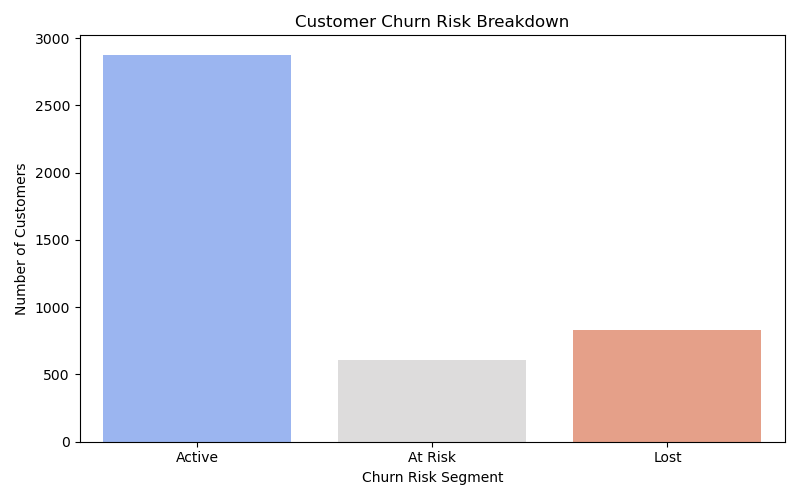 Customer Churn Risk Breakdown
3000
2500
2000
1500
1000
500
0
Number of Customers
Active At Risk Lost
Churn Risk Segment